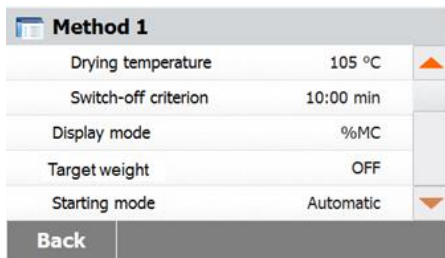 Method 1
Drying temperature 105 ºC
Switch-off criterion 10:00 min
Display mode %MC
Target weight OFF
Starting mode Automatic
Back